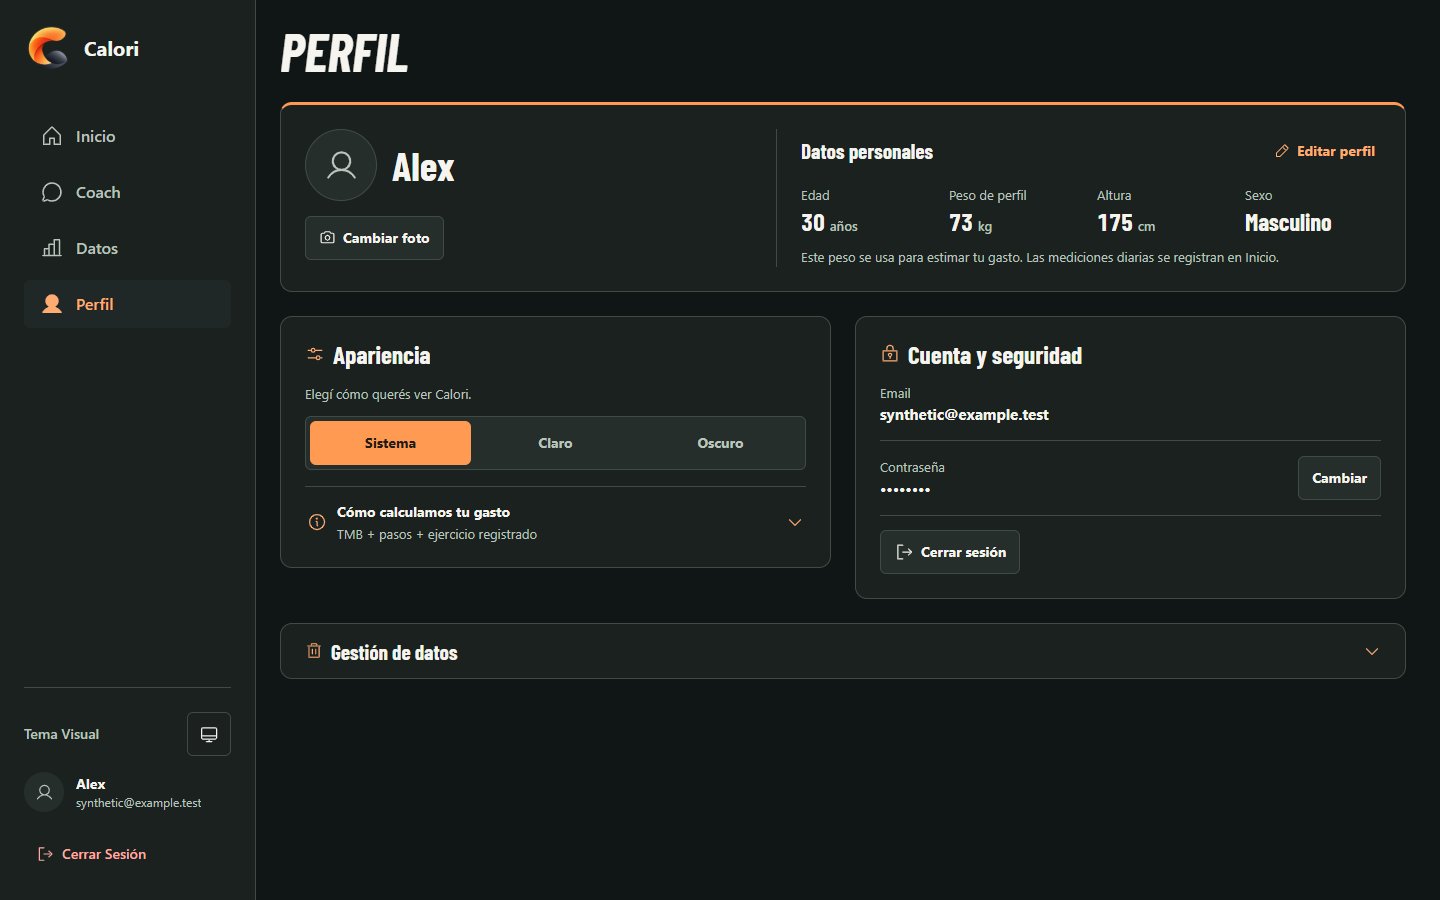 Calori
Inicio
Coach
Datos
Perfil
Tema Visual
Alex
synthetic@example.test
Cerrar Sesión
PERFIL
Alex
Cambiar foto
Datos personales
Editar perfil
Edad
30 años
Peso de perfil
73 kg
Altura
175 cm
Sexo
Masculino
Este peso se usa para estimar tu gasto. Las mediciones diarias se registran en Inicio.
Apariencia
Elegí cómo querés ver Calori.
Sistema
Claro
Oscuro
Cómo calculamos tu gasto
TMB + pasos + ejercicio registrado
Cuenta y seguridad
Email
synthetic@example.test
Contraseña
••••••••
Cambiar
Cerrar sesión
Gestión de datos